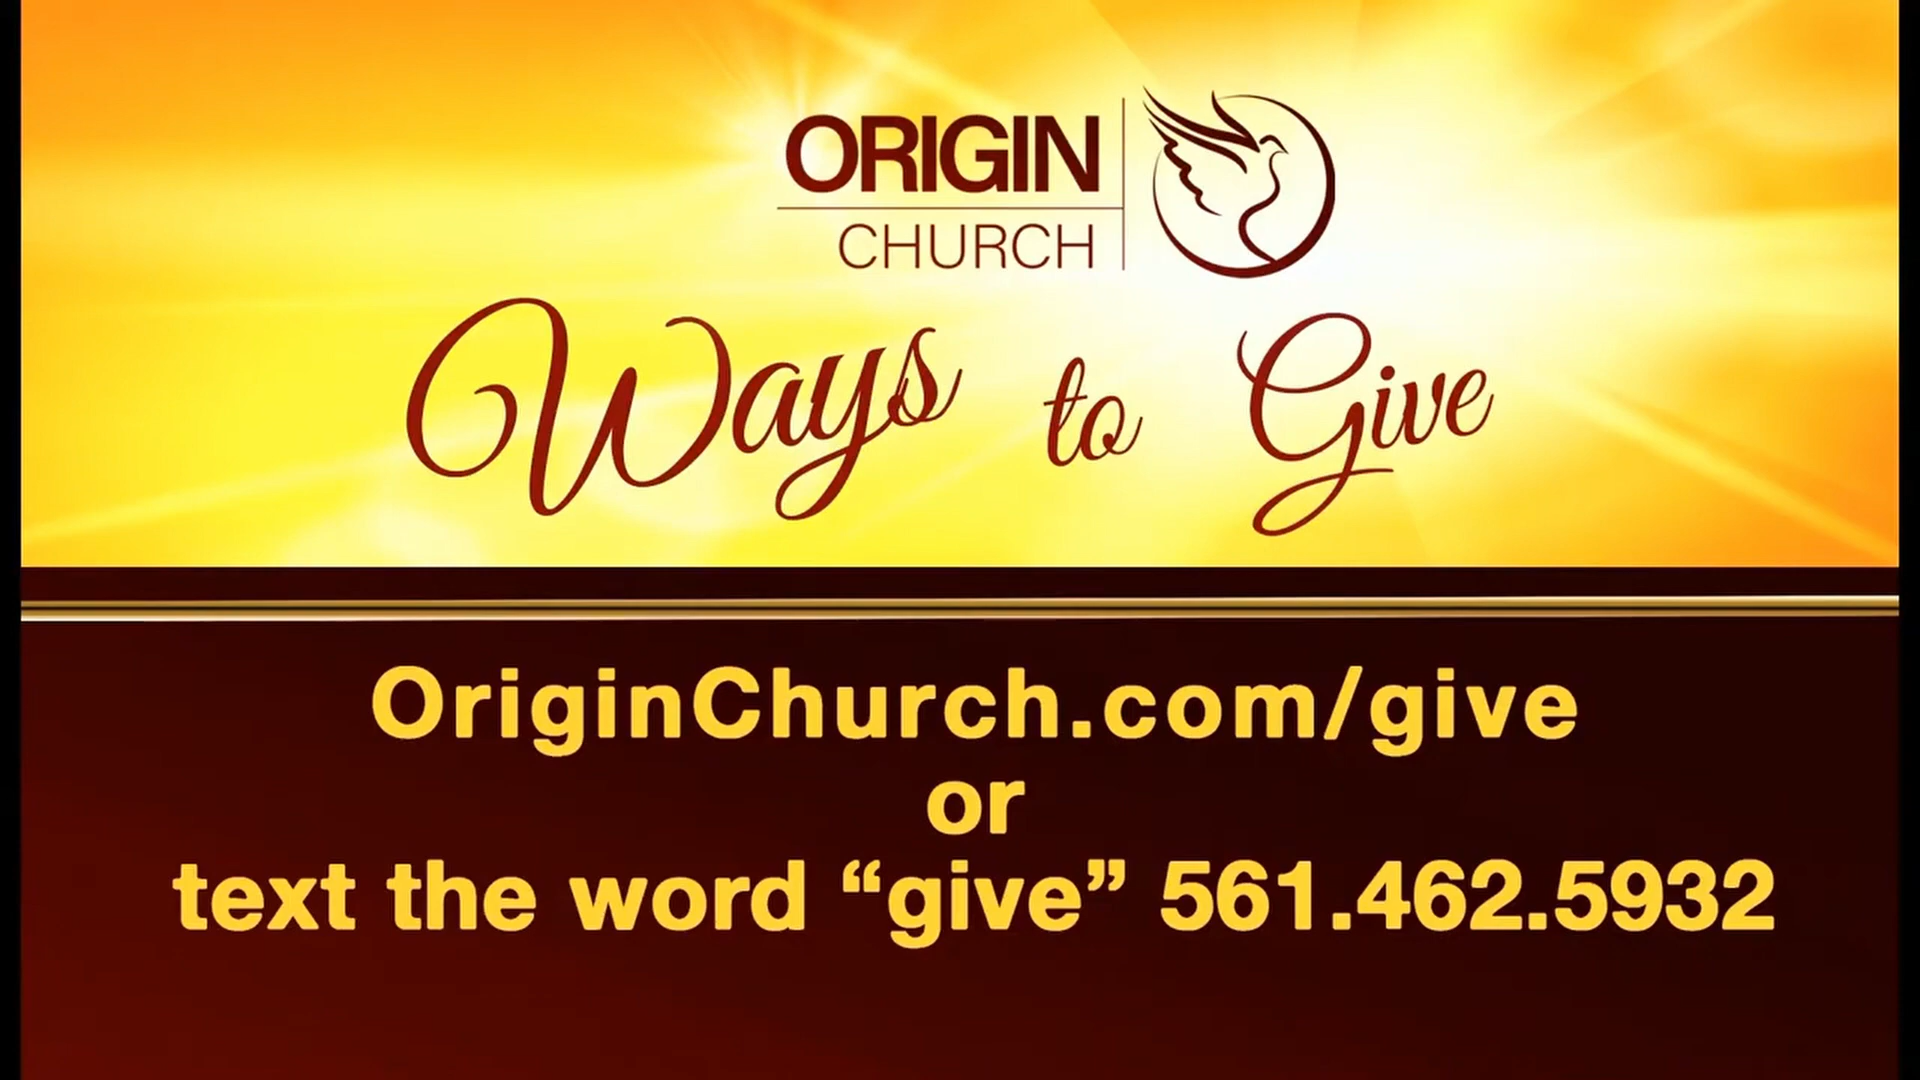 ORIGIN
CHURCH
Ways to Give
OriginChurch.com/give
or
text the word “give” 561.462.5932